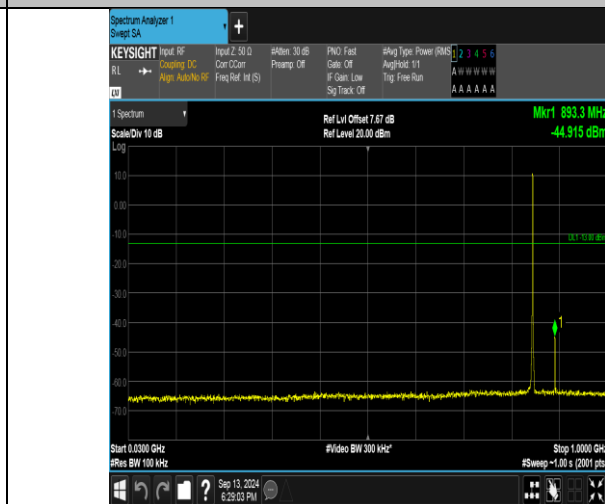 Spectrum Analyzer 1
Swept SA
+
KEYSIGHT Input: RF Input Z: 50 Ω #Atten: 30 dB PNO: Fast #Avg Type: Power (RMS 1 2 3 4 5 6
RL Coupling: DC Corr CCorr Preamp: Off Gate: Off Avg|Hold: 1/1 A W W W W W
Align: Auto/No RF Freq Ref: Int (S) IF Gain: Low Trig: Free Run
Sig Track: Off A A A A A A
1 Spectrum Ref Lvl Offset 7.67 dB Mkr1 893.3 MHz
Scale/Div 10 dB Ref Level 20.00 dBm -44.915 dBm
Log
10.0
0.00
-10.0 DL1 -13.00 dBm
-20.0
-30.0
-40.0 1
-50.0
-60.0
-70.0
Start 0.0300 GHz #Video BW 300 kHz* Stop 1.0000 GHz
#Res BW 100 kHz #Sweep ~1.00 s (2001 pts
? Sep 13, 2024
6:29:03 PM